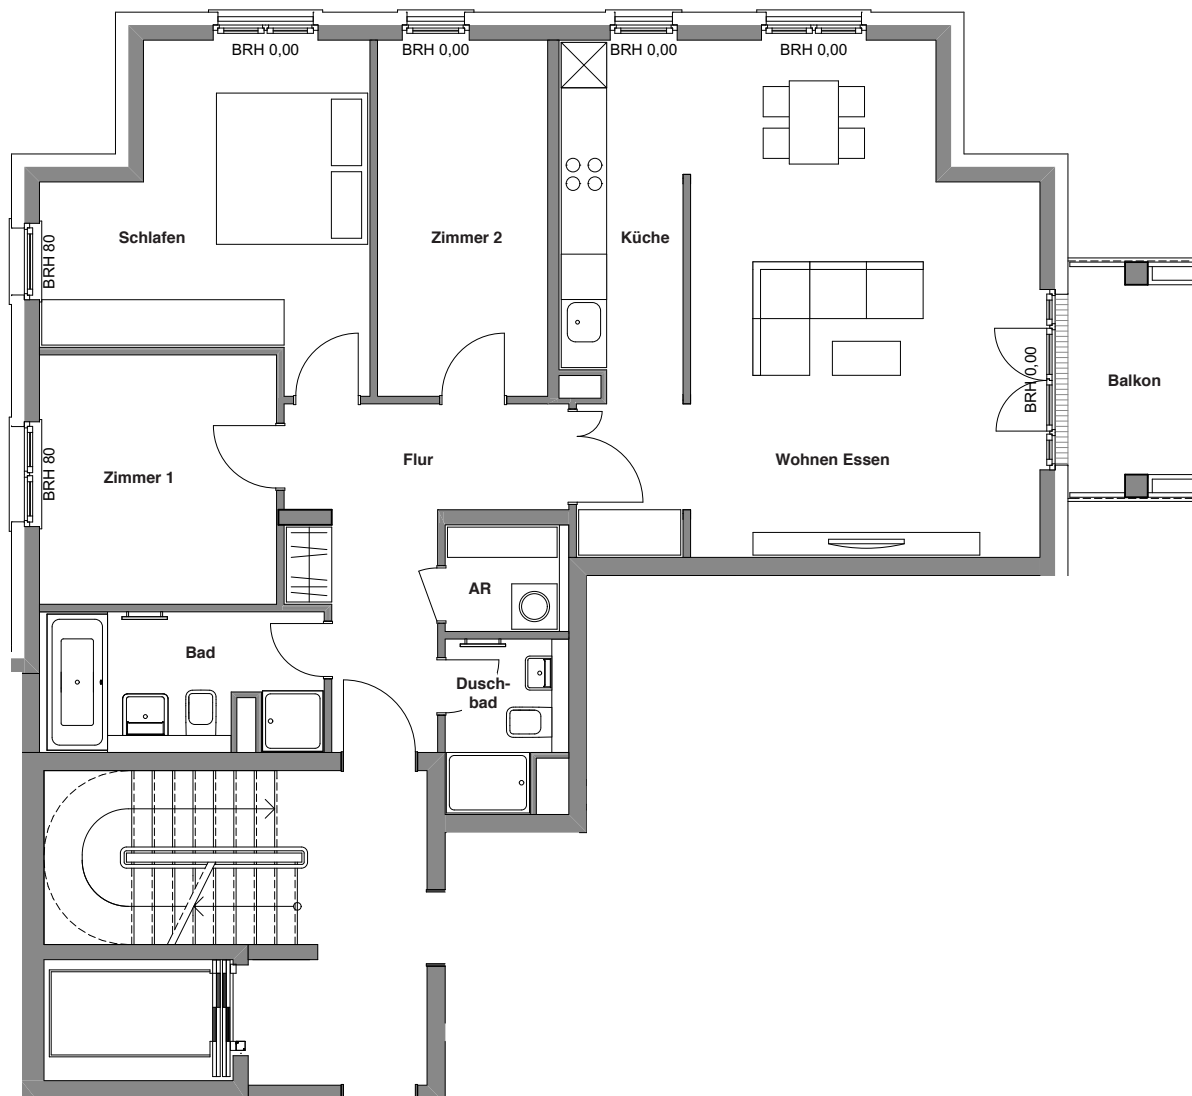 BRH 0,00
BRH 0,00
BRH 0,00
BRH 0,00
Schlafen
Zimmer 2
Küche
BRH 80
Balkon
BRH 0,00
Zimmer 1
Flur
Wohnen Essen
BRH 80
AR
Bad
Dusch-
bad